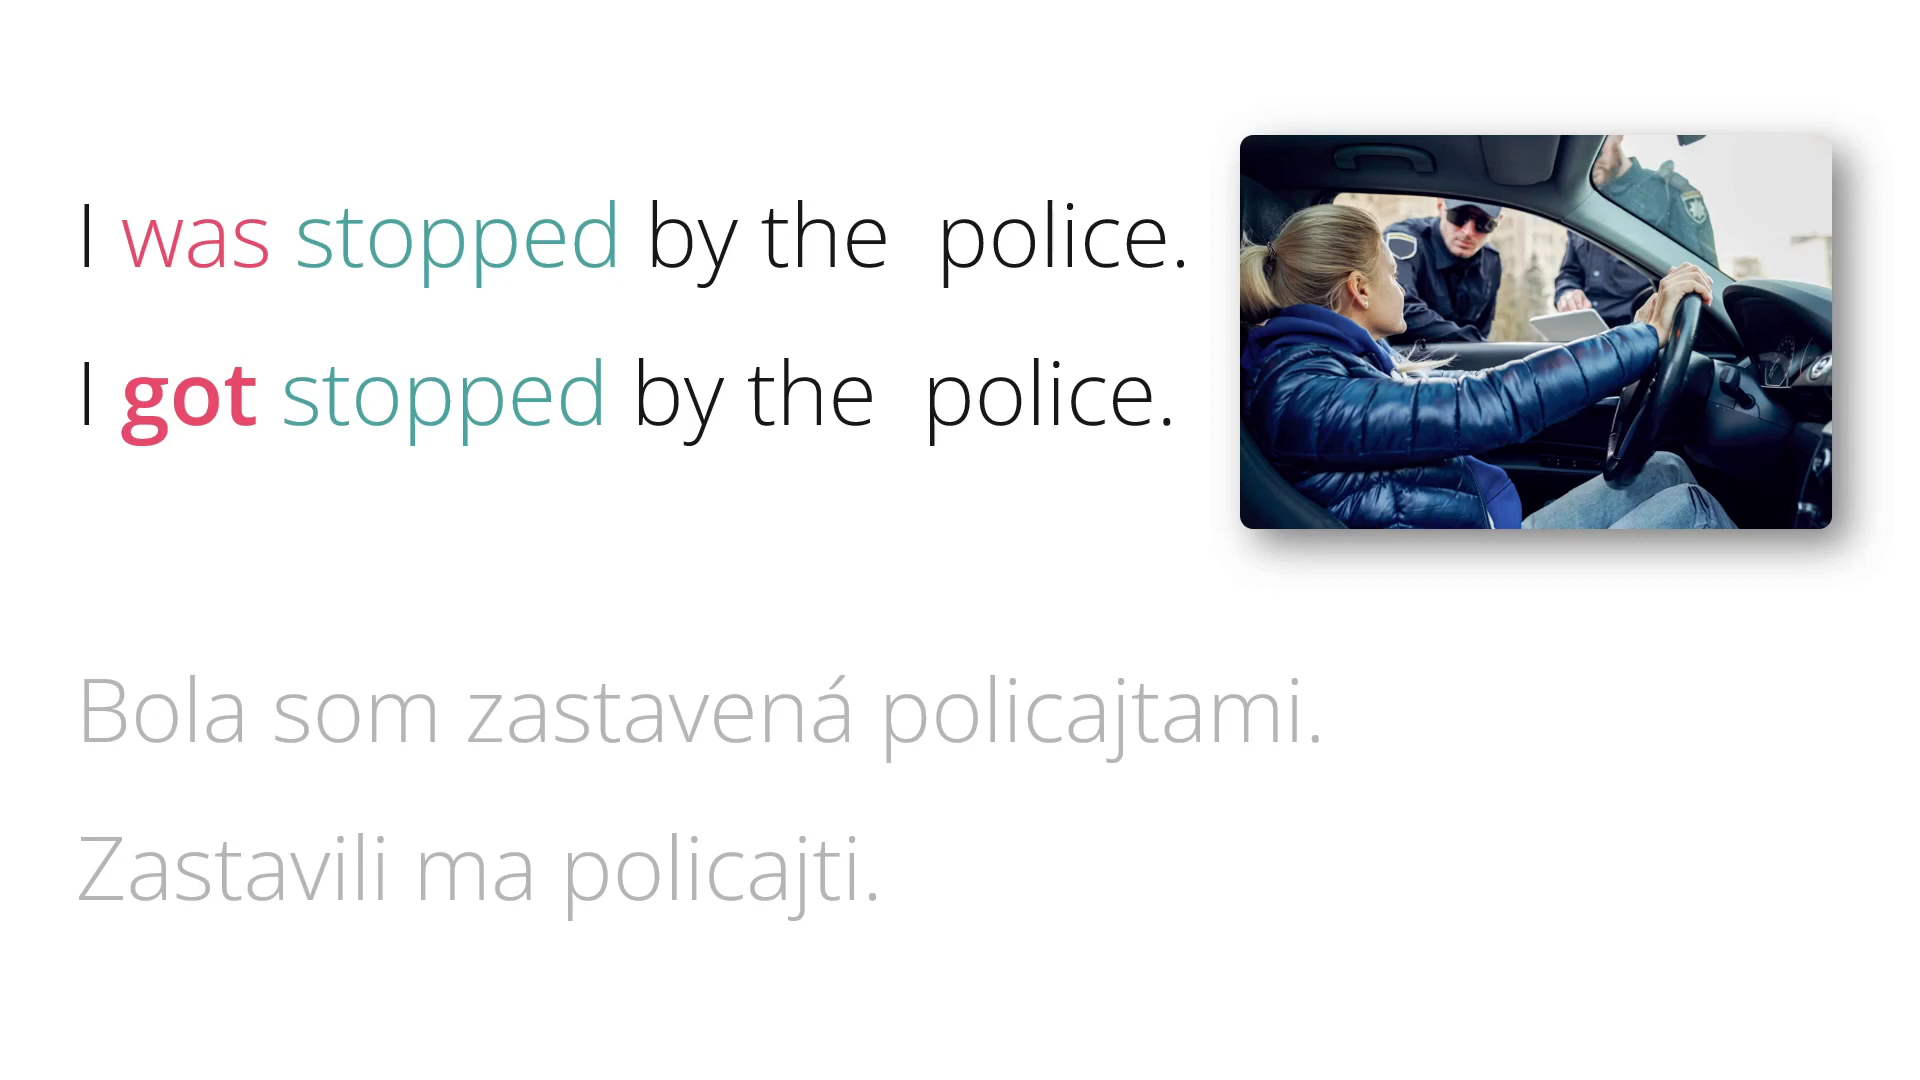 I was stopped by the police.
I got stopped by the police.
Bola som zastavená policajtami.
Zastavili ma policajti.